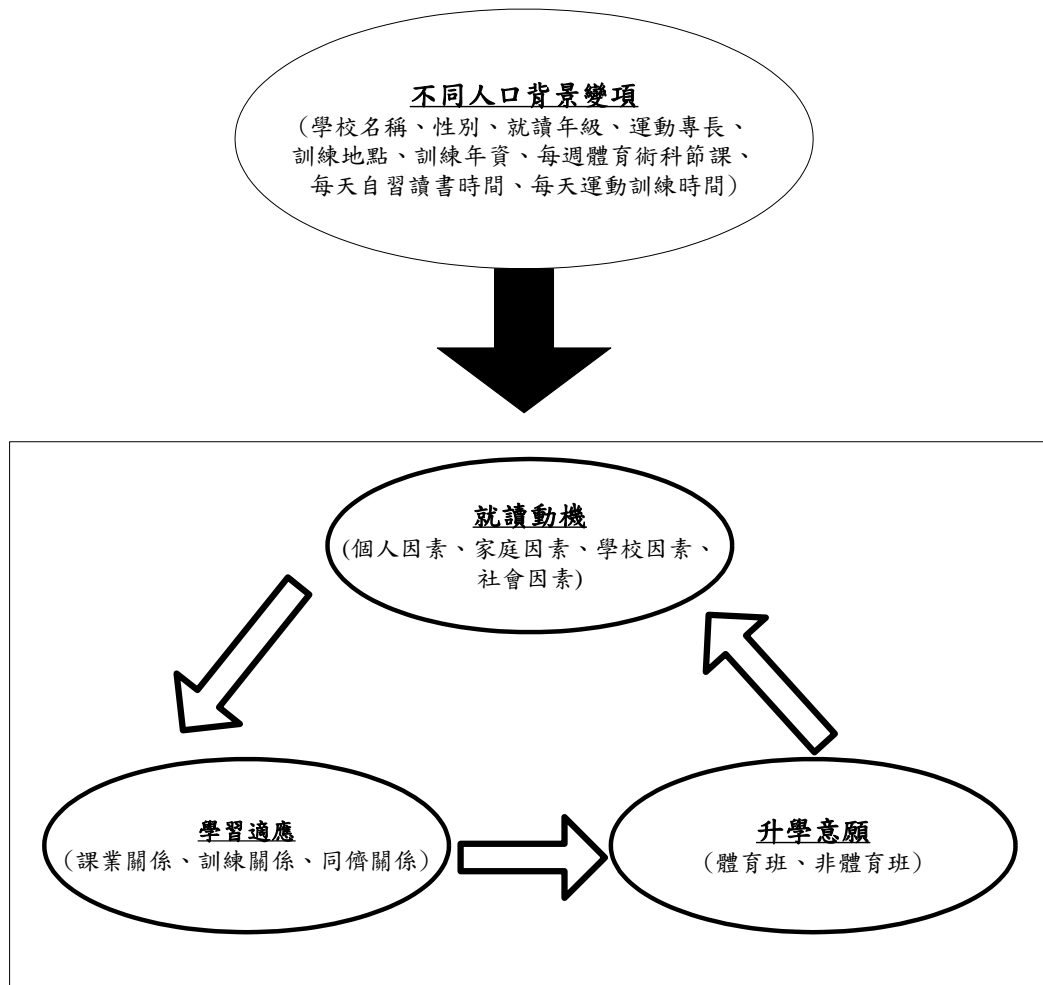 不同人口背景變項
（學校名稱、性別、就讀年級、運動專長、
訓練地點、訓練年資、每週體育術科節課、
每天自習讀書時間、每天運動訓練時間）
就讀動機
(個人因素、家庭因素、學校因素、
社會因素)
學習適應
（課業關係、訓練關係、同儕關係）
升學意願
（體育班、非體育班）